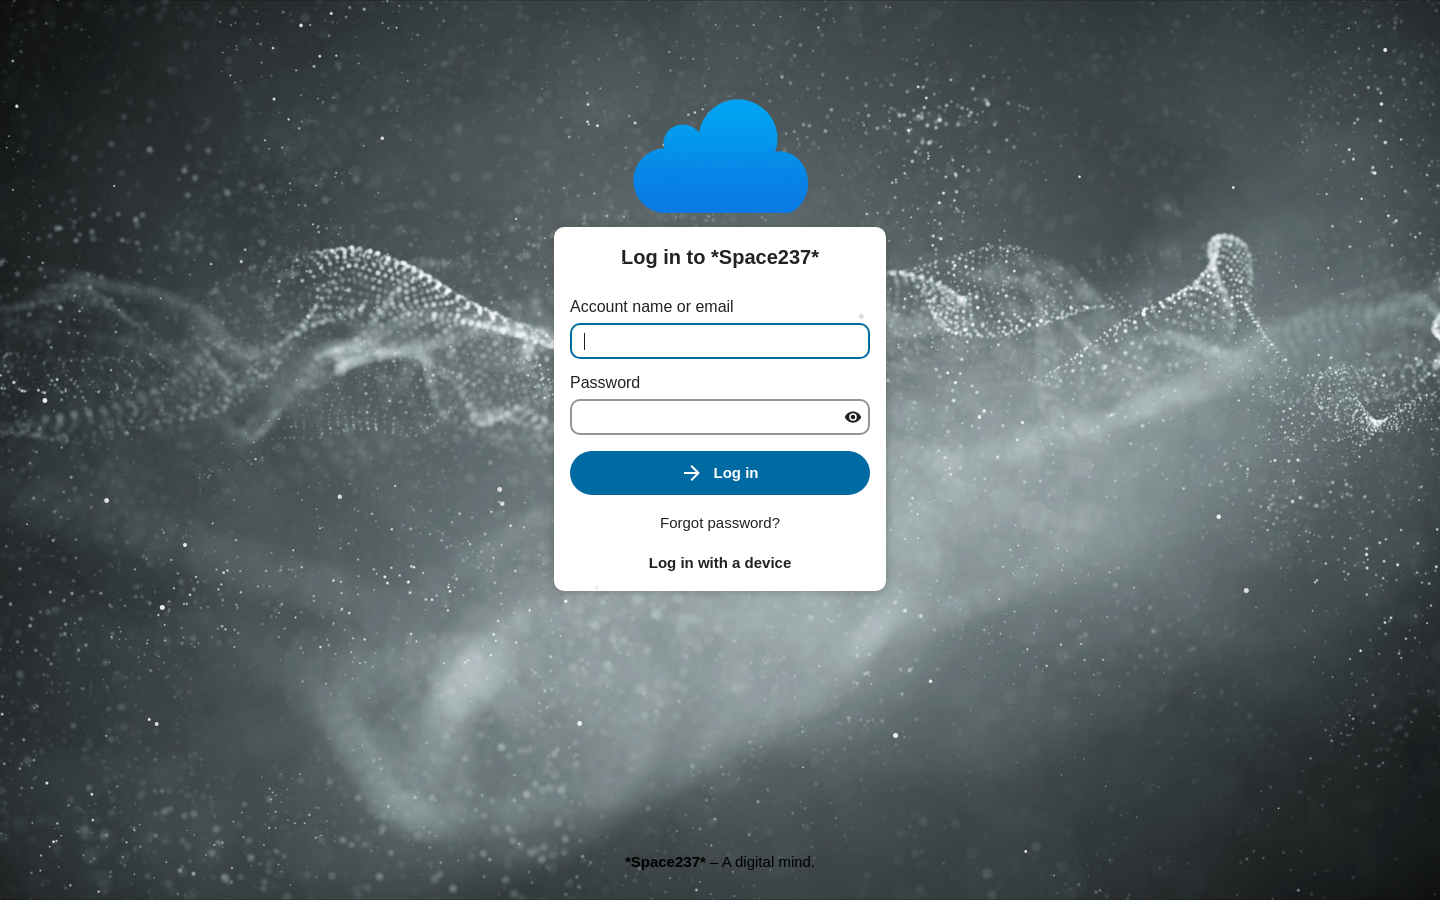 Log in to *Space237*
Account name or email
Password
Log in
Forgot password?
Log in with a device
*Space237* – A digital mind.